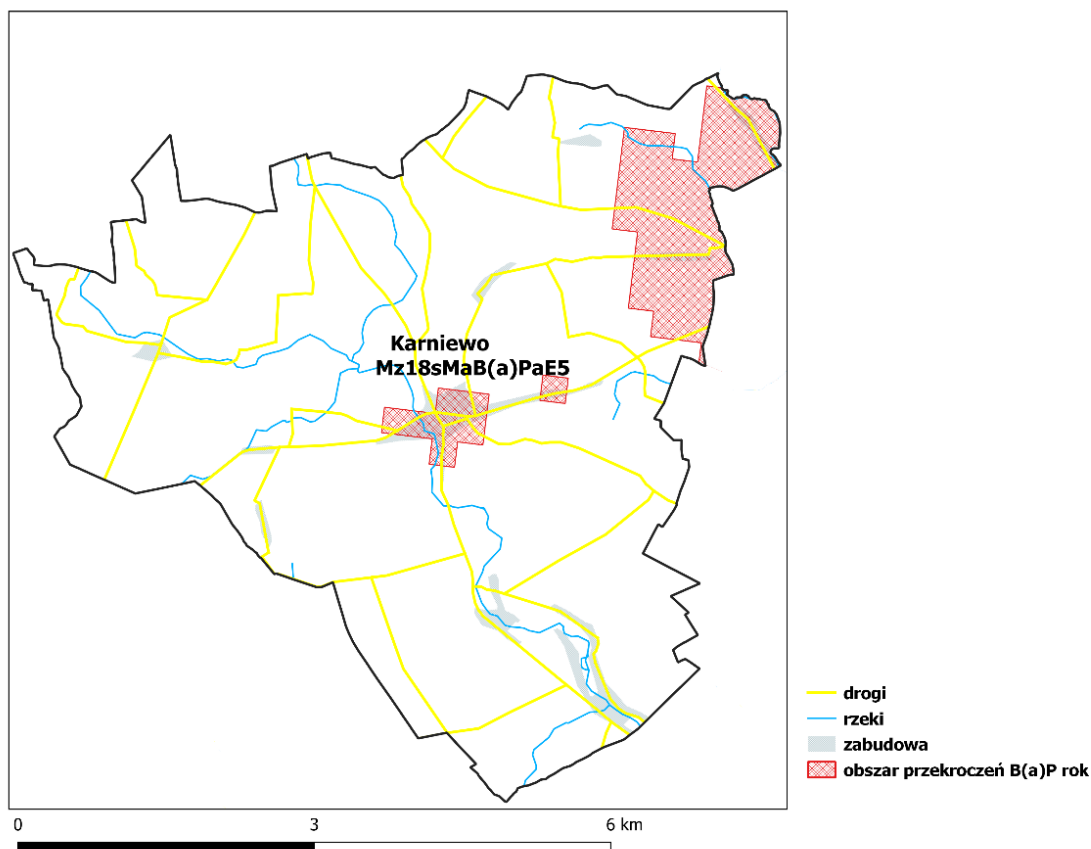 Karniewo
Mz18sMaB(a)PaE5
drogi
rzeki
zabudowa
obszar przekroczeń B(a)P rok
0 3 6 km